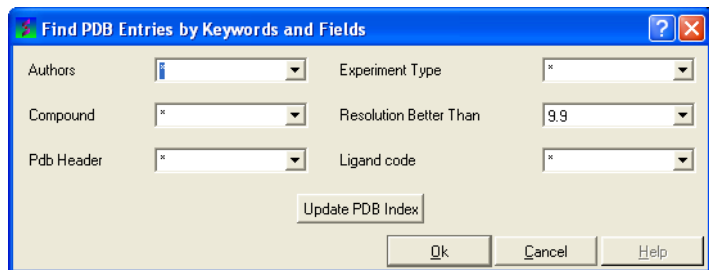 Find PDB Entries by Keywords and Fields
Authors * Experiment Type *
Compound * Resolution Better Than 9.9
Pdb Header * Ligand code *
Update PDB Index
Ok Cancel Help